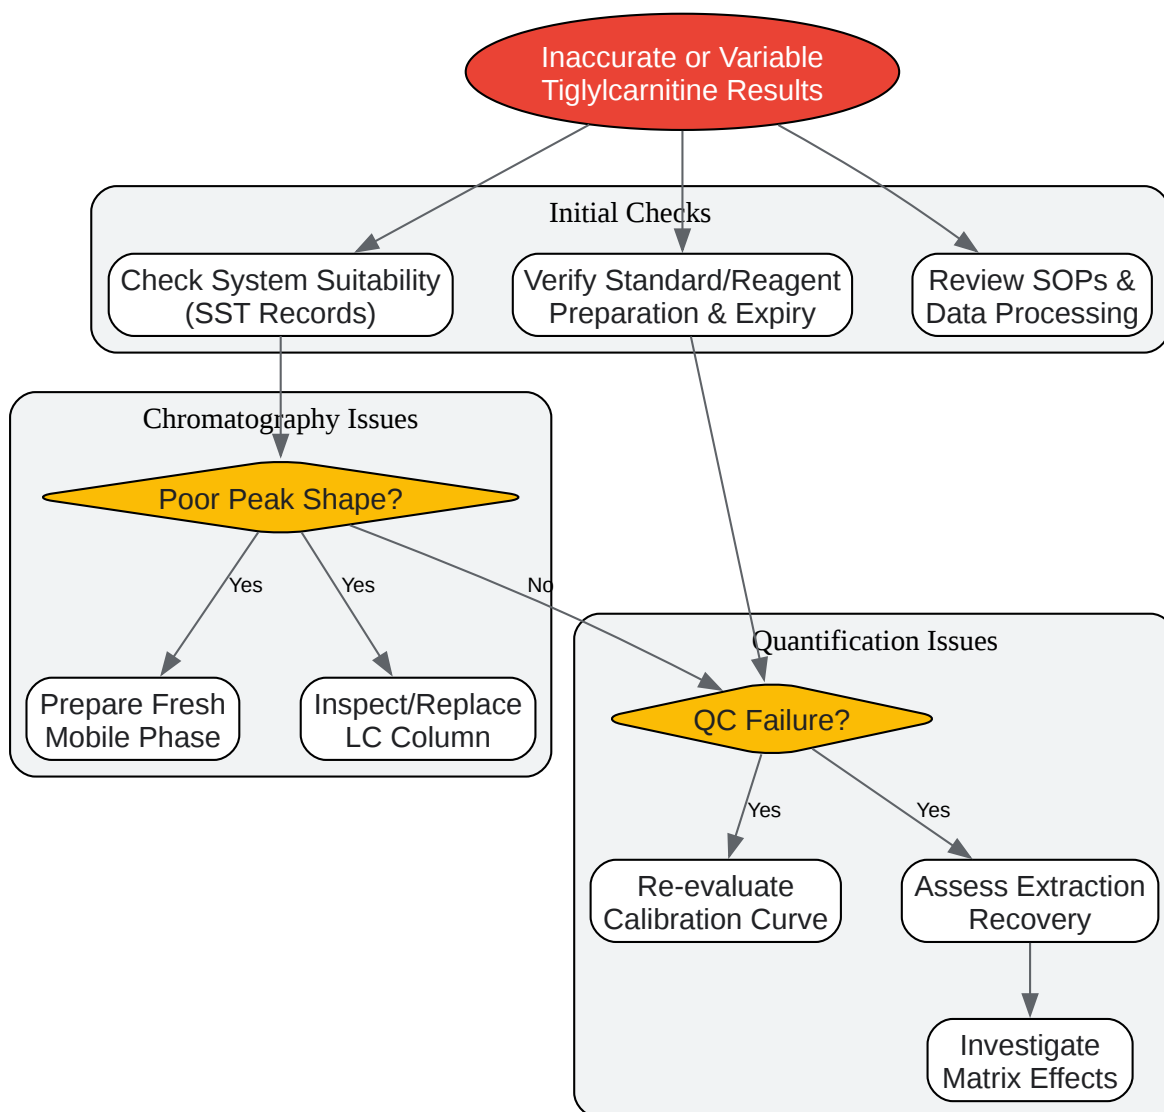 Inaccurate or Variable
Tiglylcarnitine Results
Initial Checks
Check System Suitability
(SST Records)
Verify Standard/Reagent
Preparation & Expiry
Review SOPs &
Data Processing
Chromatography Issues
Poor Peak Shape?
Yes
Yes
No
Prepare Fresh
Mobile Phase
Inspect/Replace
LC Column
Quantification Issues
QC Failure?
Yes
Yes
Re-evaluate
Calibration Curve
Assess Extraction
Recovery
Investigate
Matrix Effects